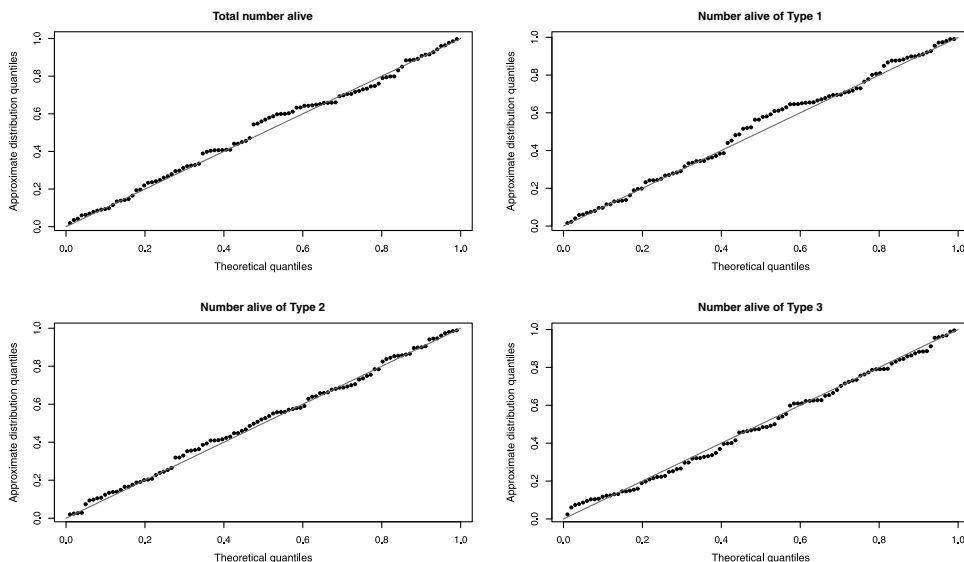 Total number alive
Approximate distribution quantiles
0.0 0.2 0.4 0.6 0.8 1.0
0.0 0.2 0.4 0.6 0.8 1.0
Theoretical quantiles
Number alive of Type 1
Approximate distribution quantiles
0.0 0.2 0.4 0.6 0.8 1.0
0.0 0.2 0.4 0.6 0.8 1.0
Theoretical quantiles
Number alive of Type 2
Approximate distribution quantiles
0.0 0.2 0.4 0.6 0.8 1.0
0.0 0.2 0.4 0.6 0.8 1.0
Theoretical quantiles
Number alive of Type 3
Approximate distribution quantiles
0.0 0.2 0.4 0.6 0.8 1.0
0.0 0.2 0.4 0.6 0.8 1.0
Theoretical quantiles